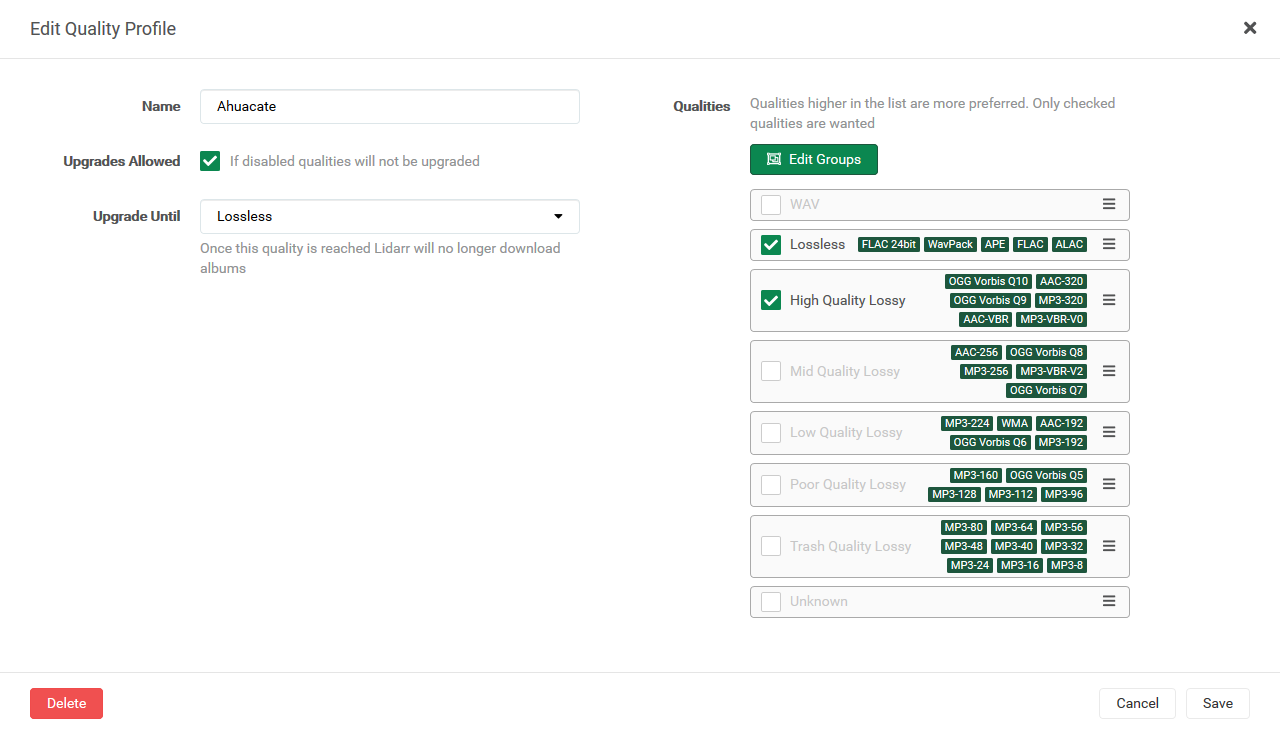 Edit Quality Profile
Name
Ahuacate
Upgrades Allowed
If disabled qualities will not be upgraded
Upgrade Until
Lossless
Once this quality is reached Lidarr will no longer download
albums
Qualities
Qualities higher in the list are more preferred. Only checked
qualities are wanted
Edit Groups
WAV
Lossless FLAC 24bit WavPack APE FLAC ALAC
High Quality Lossy
OGG Vorbis Q10 AAC-320
OGG Vorbis Q9 MP3-320
AAC-VBR MP3-VBR-V0
Mid Quality Lossy
AAC-256 OGG Vorbis Q8
MP3-256 MP3-VBR-V2
OGG Vorbis Q7
Low Quality Lossy
MP3-224 WMA AAC-192
OGG Vorbis Q6 MP3-192
Poor Quality Lossy
MP3-160 OGG Vorbis Q5
MP3-128 MP3-112 MP3-96
Trash Quality Lossy
MP3-80 MP3-64 MP3-56
MP3-48 MP3-40 MP3-32
MP3-24 MP3-16 MP3-8
Unknown
Delete
Cancel
Save